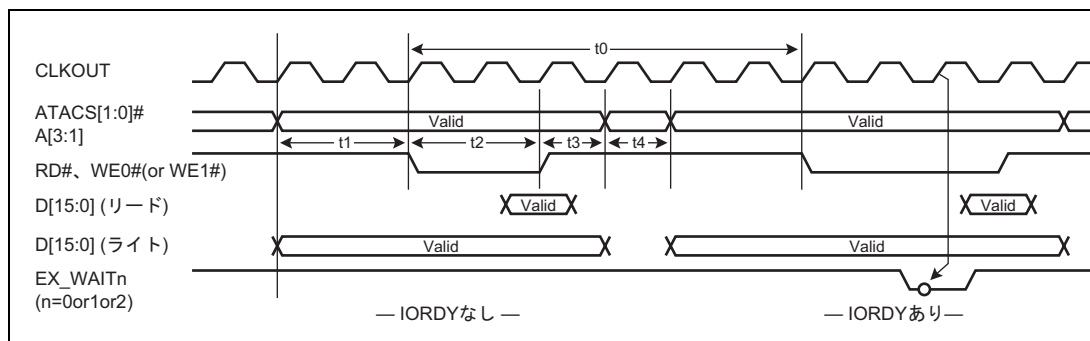 t0
CLKOUT
ATACS[1:0]#
A[3:1]
Valid
Valid
t1
t2
t3
t4
RD#、WE0#(or WE1#)
D[15:0] (リード)
Valid
Valid
D[15:0] (ライト)
Valid
Valid
EX_WAITn
(n=0or1or2)
— IORDYなし —
— IORDYあり—